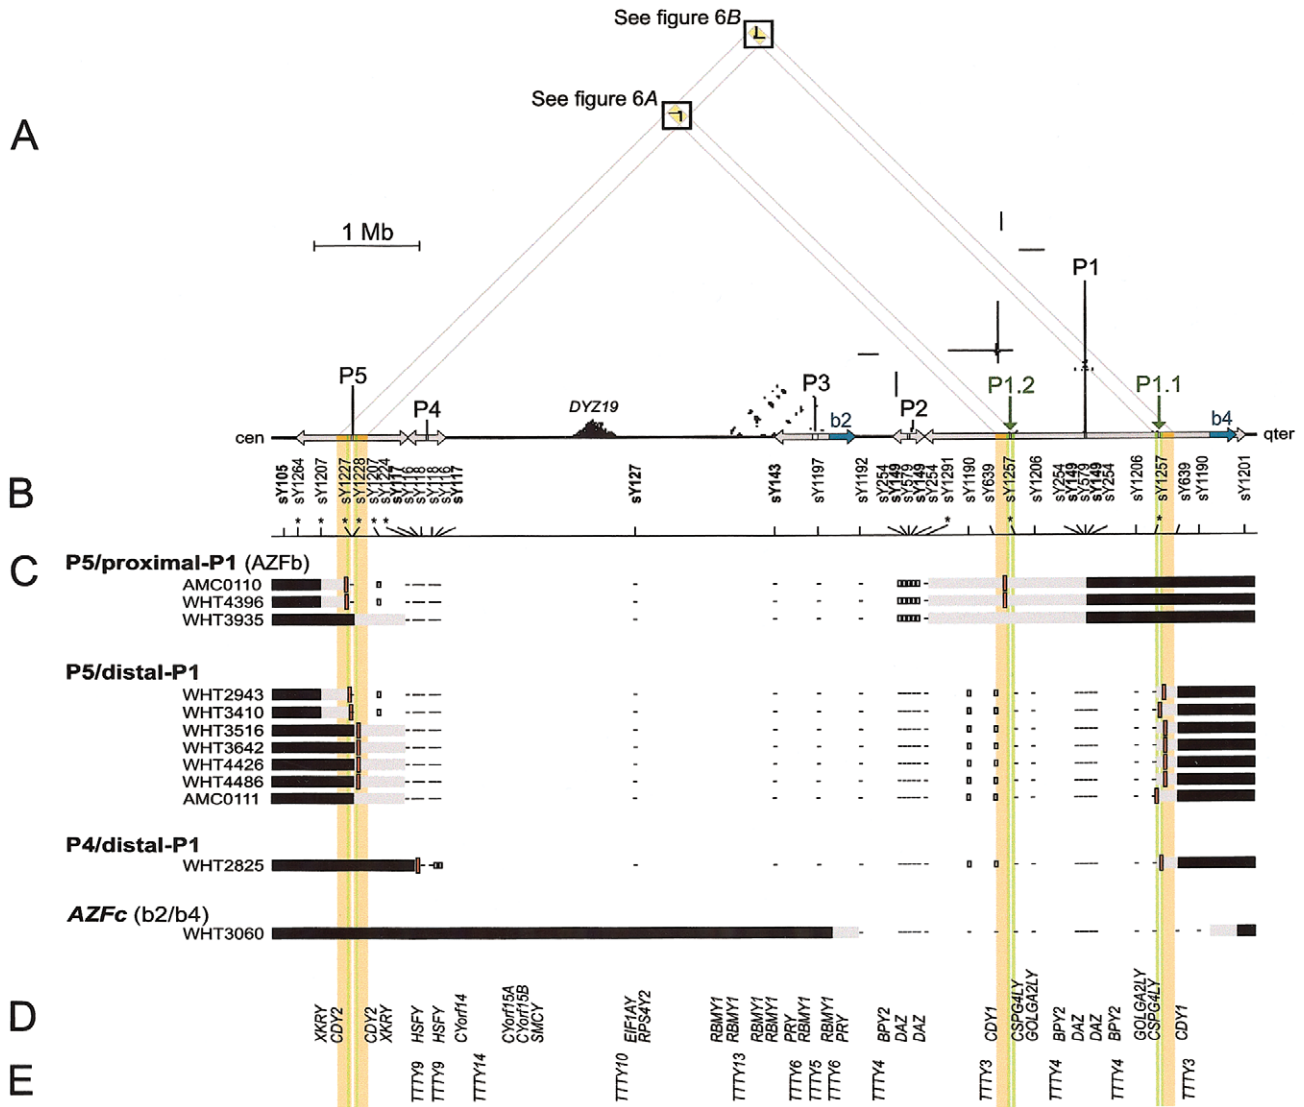 See figure 6B
See figure 6A
A
1 Mb
P1
P5
P4
DYZ19
P3
b2
P2
P1.2
P1.1
b4
cen
qter
B
sY105
sY1264
sY1207
sY1227
sY1228
sY1207
sY1224
sY117
sY116
sY118
sY118
sY116
sY117
sY127
sY143
sY1197
sY1192
sY254
sY149
sY579
sY149
sY254
sY1291
sY1190
sY639
sY1257
sY1206
sY254
sY149
sY579
sY149
sY254
sY1206
sY1257
sY639
sY1190
sY1201
* * * * * * * * *
C
P5/proximal-P1 (AZFb)
AMC0110
WHT4396
WHT3935
P5/distal-P1
WHT2943
WHT3410
WHT3516
WHT3642
WHT4426
WHT4486
AMC0111
P4/distal-P1
WHT2825
AZFc (b2/b4)
WHT3060
D
XKRY
CDY2
CDY2
XKRY
HSFY
HSFY
CYorf14
CYorf15A
CYorf15B
SMCY
EIF1AY
RPS4Y2
RBMY1
RBMY1
RBMY1
RBMY1
PRY
RBMY1
RBMY1
PRY
BPY2
DAZ
DAZ
CDY1
CSPG4LY
GOLGA2LY
BPY2
DAZ
DAZ
BPY2
GOLGA2LY
CSPG4LY
CDY1
E
TTTY9
TTTY9
TTTY14
TTTY10
TTTY13
TTTY6
TTTY5
TTTY6
TTTY4
TTTY3
TTTY4
TTTY4
TTTY3